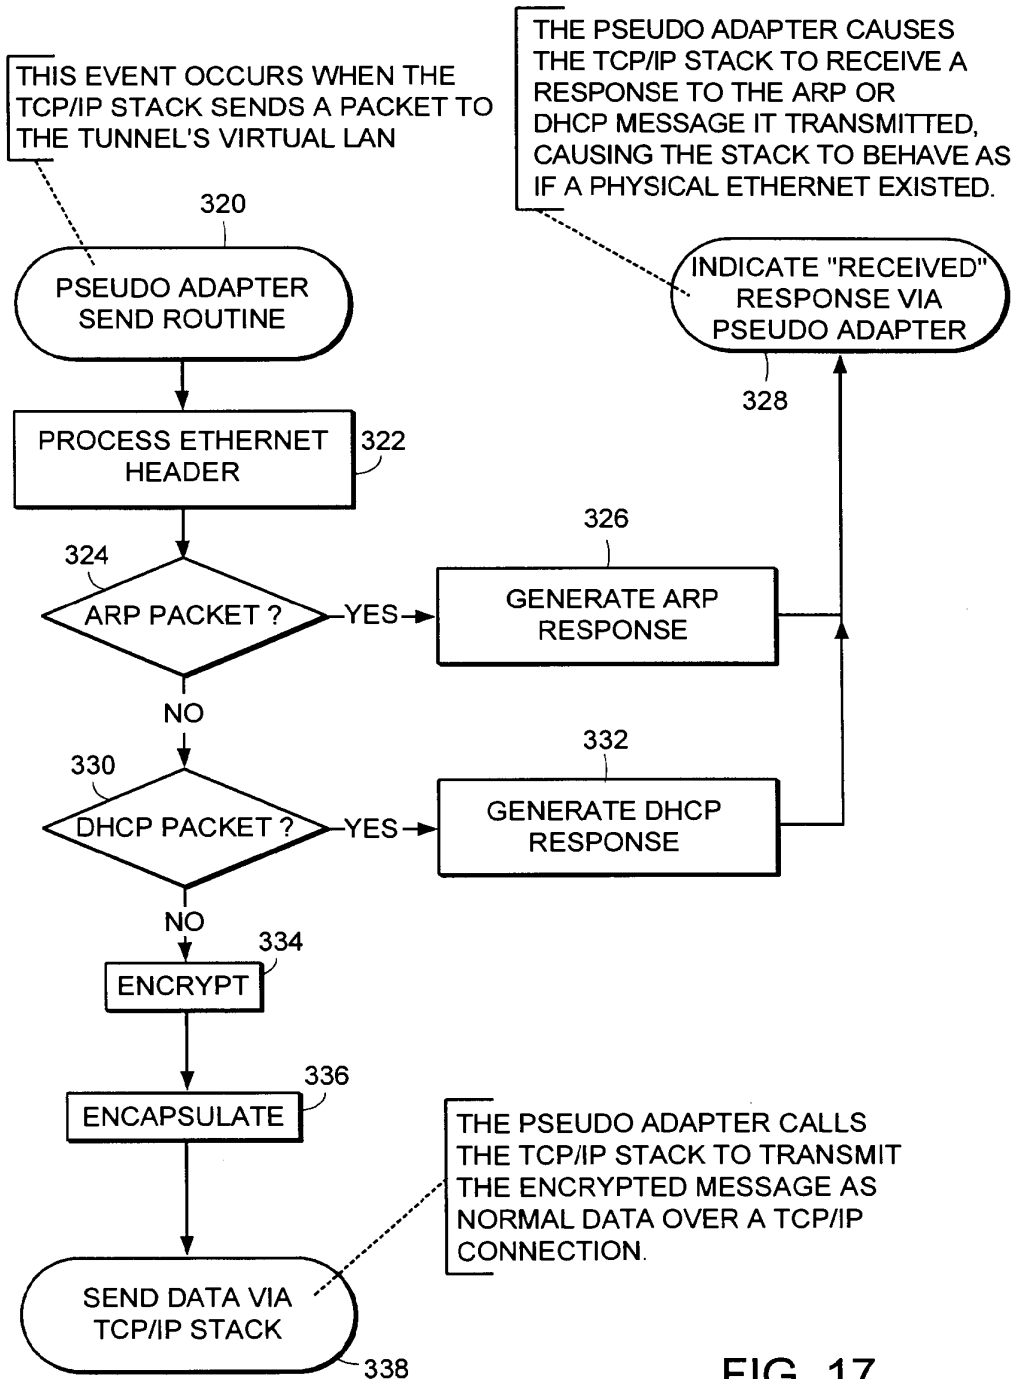 THIS EVENT OCCURS WHEN THE
TCP/IP STACK SENDS A PACKET TO
THE TUNNEL'S VIRTUAL LAN
THE PSEUDO ADAPTER CAUSES
THE TCP/IP STACK TO RECEIVE A
RESPONSE TO THE ARP OR
DHCP MESSAGE IT TRANSMITTED,
CAUSING THE STACK TO BEHAVE AS
IF A PHYSICAL ETHERNET EXISTED.
320
PSEUDO ADAPTER
SEND ROUTINE
INDICATE "RECEIVED"
RESPONSE VIA
PSEUDO ADAPTER
328
PROCESS ETHERNET
HEADER
322
324
ARP PACKET ?
YES
326
GENERATE ARP
RESPONSE
NO
330
DHCP PACKET ?
YES
332
GENERATE DHCP
RESPONSE
NO
334
ENCRYPT
336
ENCAPSULATE
THE PSEUDO ADAPTER CALLS
THE TCP/IP STACK TO TRANSMIT
THE ENCRYPTED MESSAGE AS
NORMAL DATA OVER A TCP/IP
CONNECTION.
SEND DATA VIA
TCP/IP STACK
338
FIG. 17